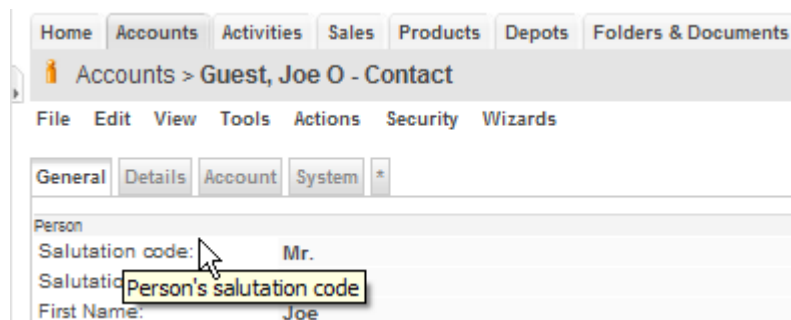 Home Accounts Activities Sales Products Depots Folders & Documents
Accounts > Guest, Joe O - Contact
File Edit View Tools Actions Security Wizards
General Details Account System *
Person
Salutation code: Mr.
Person's salutation code
First Name: Joe